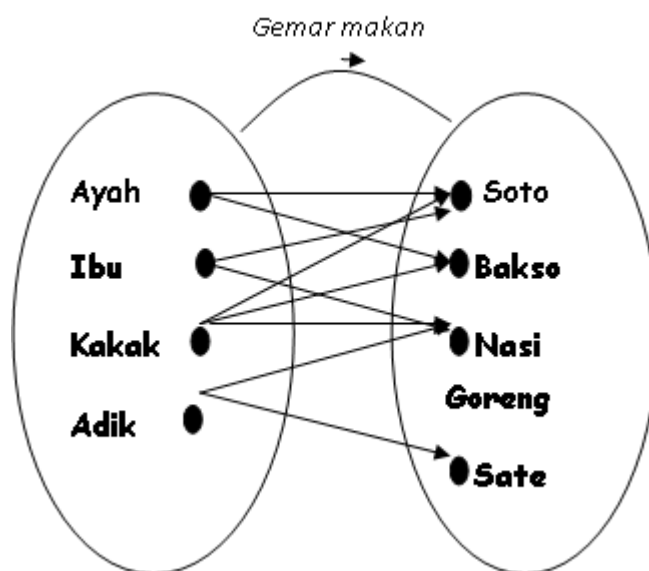 Gemar makan
Ayah
Ibu
Kakak
Adik
Soto
Bakso
Nasi
Goreng
Sate